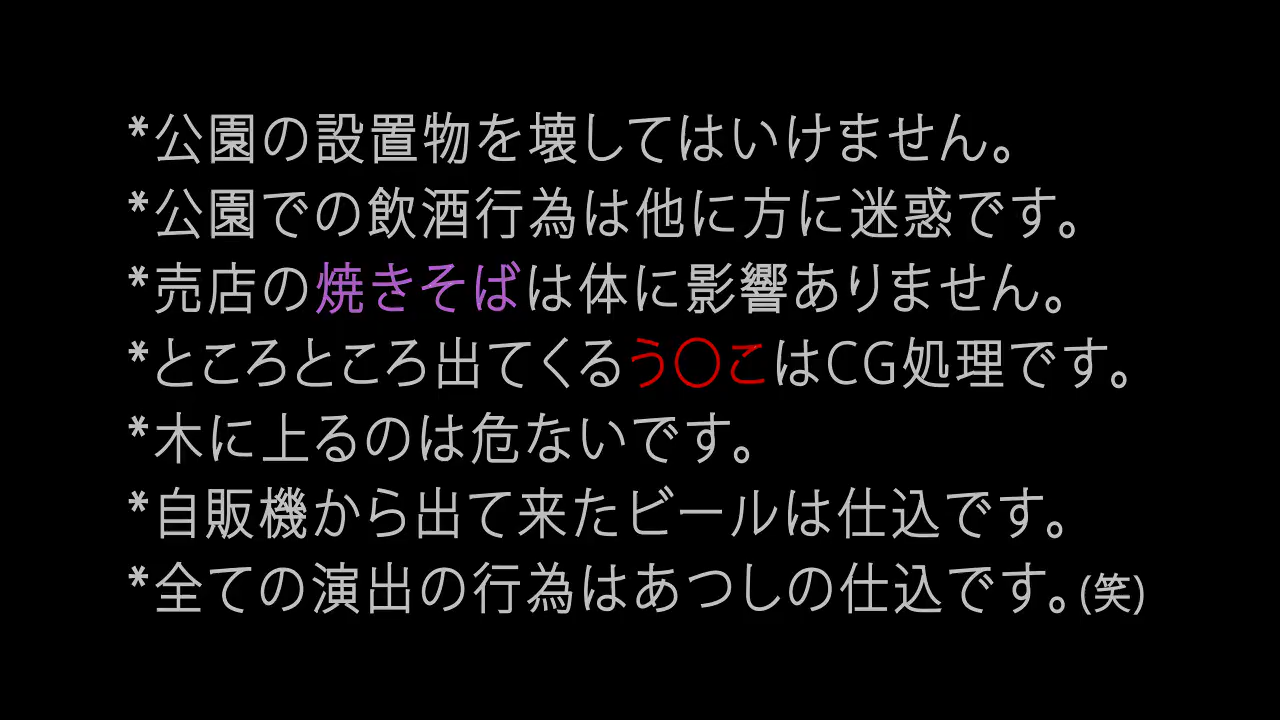 *公園の設置物を壊してはいけません。
*公園での飲酒行為は他に方に迷惑です。
*売店の焼きそばは体に影響ありません。
*ところところ出てくるう〇こはCG処理です。
*木に上るのは危ないです。
*自販機から出て来たビールは仕込です。
*全ての演出の行為はあつしの仕込です。(笑)